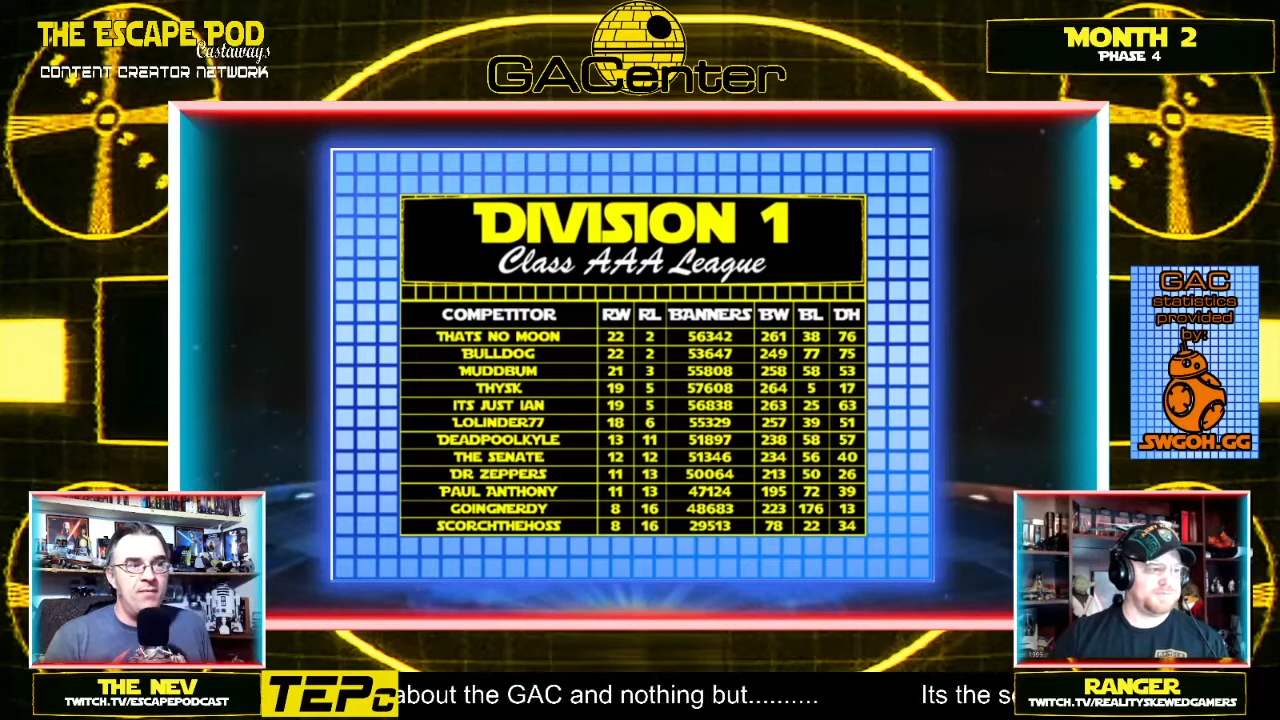 THE ESCAPE POD
Castaways
CONTENT CREATOR NETWORK
GACenter
MONTH 2
PHASE 4
DIVISION 1
Class AAA League
COMPETITOR RW RL BANNERS BW BL DH
THATS NO MOON 22 2 56342 261 38 76
BULLDOG 22 2 53647 249 77 75
MUDDBUM 21 3 55808 258 58 53
THYSK 19 5 57608 264 5 17
ITS JUST IAN 19 5 56838 263 25 63
LOLINDER77 18 6 55329 257 39 51
DEADPOOLKYLE 13 11 51897 238 58 57
THE SENATE 12 12 51346 234 56 40
DR ZEPPERS 11 13 50064 213 50 26
PAUL ANTHONY 11 13 47124 195 72 39
GOINGNERDY 8 16 48683 223 176 13
SCORCHTHEHOSS 8 16 29513 78 22 34
GAC
statistics
provided
by:
SWGOH.GG
1989
THE NEV
TWITCH.TV/ESCAPEPODCAST
TEPC
about the GAC and nothing but.......... Its the s
RANGER
TWITCH.TV/REALITYSKEWEDGAMERS